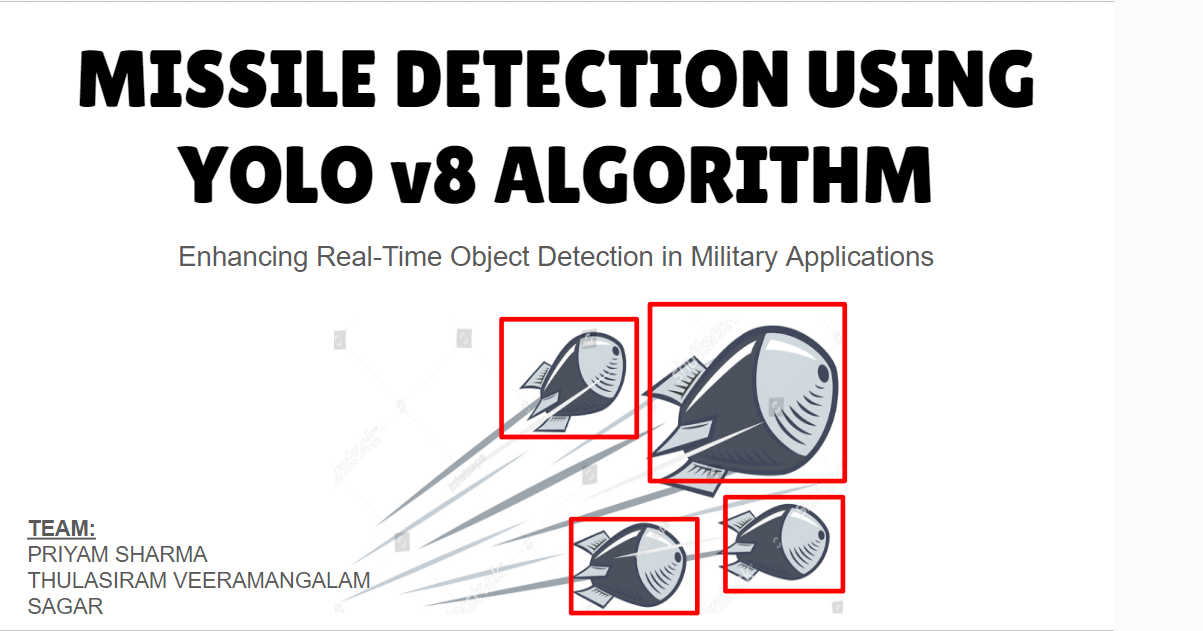 MISSILE DETECTION USING
YOLO v8 ALGORITHM
Enhancing Real-Time Object Detection in Military Applications
TEAM:
PRIYAM SHARMA
THULASIRAM VEERAMANGALAM
SAGAR